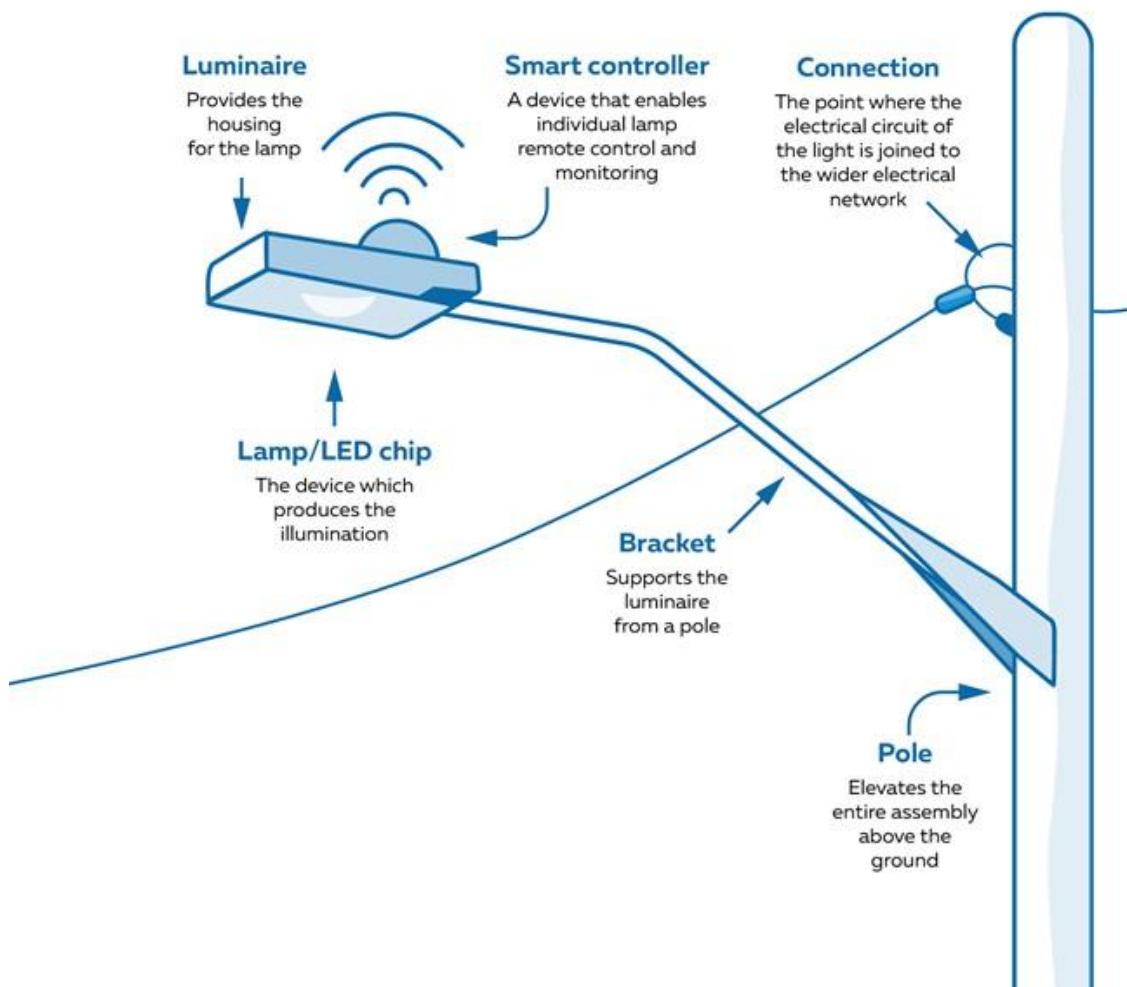 Luminaire
Provides the
housing
for the lamp
Smart controller
A device that enables
individual lamp
remote control and
monitoring
Connection
The point where the
electrical circuit of
the light is joined to
the wider electrical
network
Lamp/LED chip
The device which
produces the
illumination
Bracket
Supports the
luminaire
from a pole
Pole
Elevates the
entire assembly
above the
ground